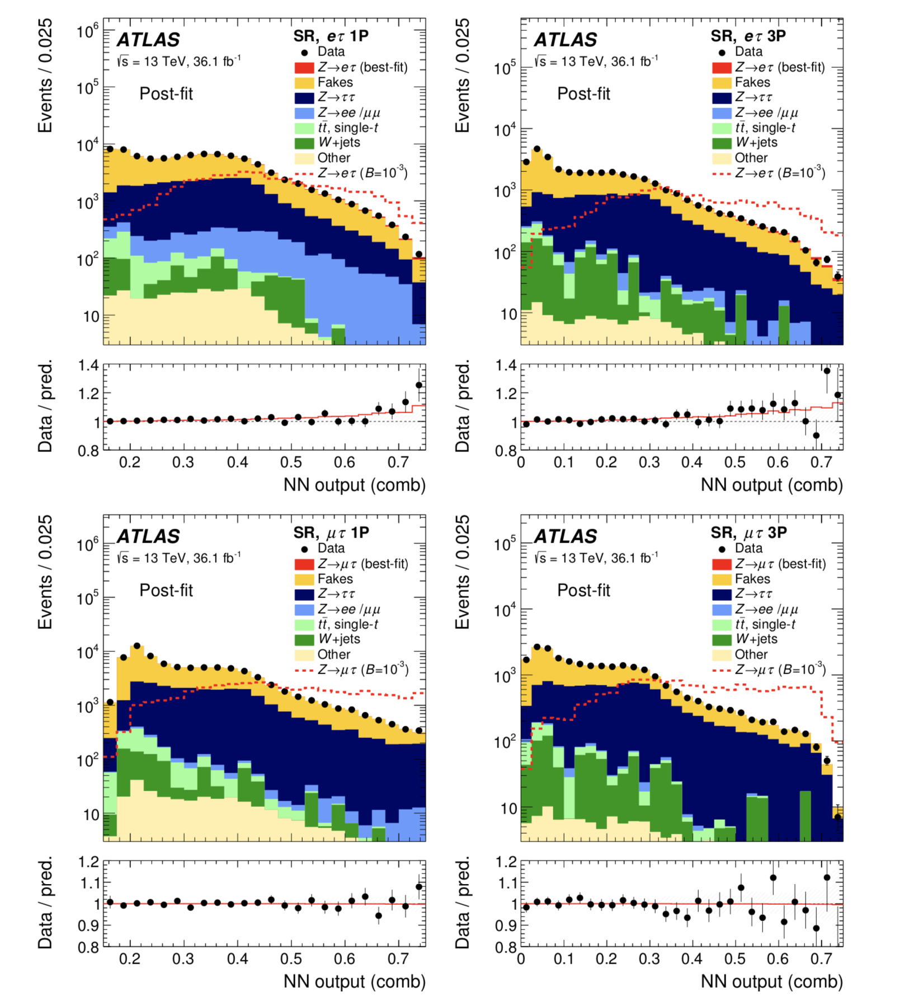 Events / 0.025
10⁶
10⁵
10⁴
10³
10²
10
ATLAS
√s = 13 TeV, 36.1 fb⁻¹
Post-fit
SR, eτ 1P
Data
Z→eτ (best-fit)
Fakes
Z→ττ
Z→ee /μμ
tt̄, single-t
W+jets
Other
Z→eτ (B=10⁻³)
Data / pred.
1.4
1.2
1
0.8
0.2 0.3 0.4 0.5 0.6 0.7
NN output (comb)
Events / 0.025
10⁵
10⁴
10³
10²
10
ATLAS
√s = 13 TeV, 36.1 fb⁻¹
Post-fit
SR, eτ 3P
Data
Z→eτ (best-fit)
Fakes
Z→ττ
Z→ee /μμ
tt̄, single-t
W+jets
Other
Z→eτ (B=10⁻³)
Data / pred.
1.4
1.2
1
0.8
0 0.1 0.2 0.3 0.4 0.5 0.6 0.7
NN output (comb)
Events / 0.025
10⁶
10⁵
10⁴
10³
10²
10
ATLAS
√s = 13 TeV, 36.1 fb⁻¹
Post-fit
SR, μτ 1P
Data
Z→μτ (best-fit)
Fakes
Z→ττ
Z→ee /μμ
tt̄, single-t
W+jets
Other
Z→μτ (B=10⁻³)
Data / pred.
1.2
1.1
1
0.9
0.8
0.2 0.3 0.4 0.5 0.6 0.7
NN output (comb)
Events / 0.025
10⁵
10⁴
10³
10²
10
ATLAS
√s = 13 TeV, 36.1 fb⁻¹
Post-fit
SR, μτ 3P
Data
Z→μτ (best-fit)
Fakes
Z→ττ
Z→ee /μμ
tt̄, single-t
W+jets
Other
Z→μτ (B=10⁻³)
Data / pred.
1.2
1.1
1
0.9
0.8
0 0.1 0.2 0.3 0.4 0.5 0.6 0.7
NN output (comb)